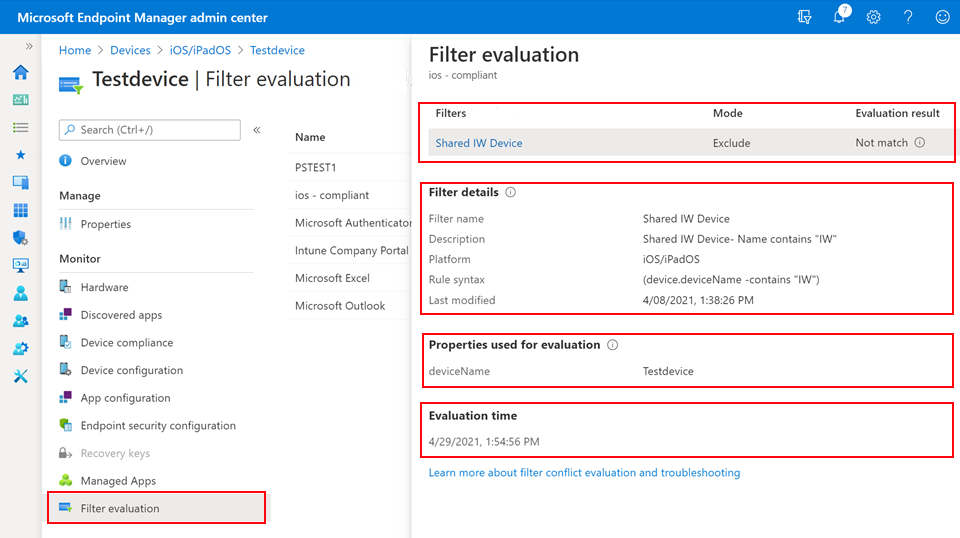 Microsoft Endpoint Manager admin center
7
Home > Devices > iOS/iPadOS > Testdevice
Testdevice | Filter evaluation
Search (Ctrl+/)
Overview
Manage
Properties
Monitor
Hardware
Discovered apps
Device compliance
Device configuration
App configuration
Endpoint security configuration
Recovery keys
Managed Apps
Filter evaluation
Name
PSTEST1
ios - compliant
Microsoft Authenticator
Intune Company Portal
Microsoft Excel
Microsoft Outlook
Filter evaluation
ios - compliant
Filters Mode Evaluation result
Shared IW Device Exclude Not match
Filter details
Filter name Shared IW Device
Description Shared IW Device- Name contains "IW"
Platform iOS/iPadOS
Rule syntax (device.deviceName -contains "IW")
Last modified 4/08/2021, 1:38:26 PM
Properties used for evaluation
deviceName Testdevice
Evaluation time
4/29/2021, 1:54:56 PM
Learn more about filter conflict evaluation and troubleshooting